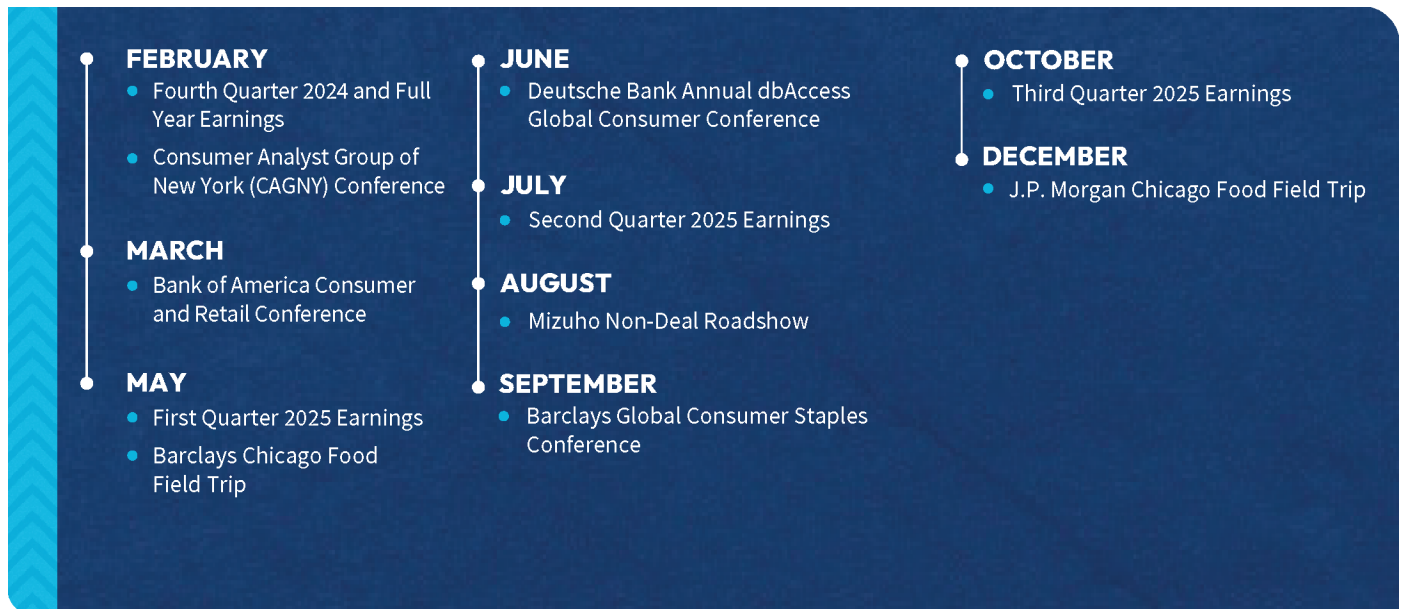 FEBRUARY
Fourth Quarter 2024 and Full
Year Earnings
Consumer Analyst Group of
New York (CAGNY) Conference
MARCH
Bank of America Consumer
and Retail Conference
MAY
First Quarter 2025 Earnings
Barclays Chicago Food
Field Trip
JUNE
Deutsche Bank Annual dbAccess
Global Consumer Conference
JULY
Second Quarter 2025 Earnings
AUGUST
Mizuho Non-Deal Roadshow
SEPTEMBER
Barclays Global Consumer Staples
Conference
OCTOBER
Third Quarter 2025 Earnings
DECEMBER
J.P. Morgan Chicago Food Field Trip